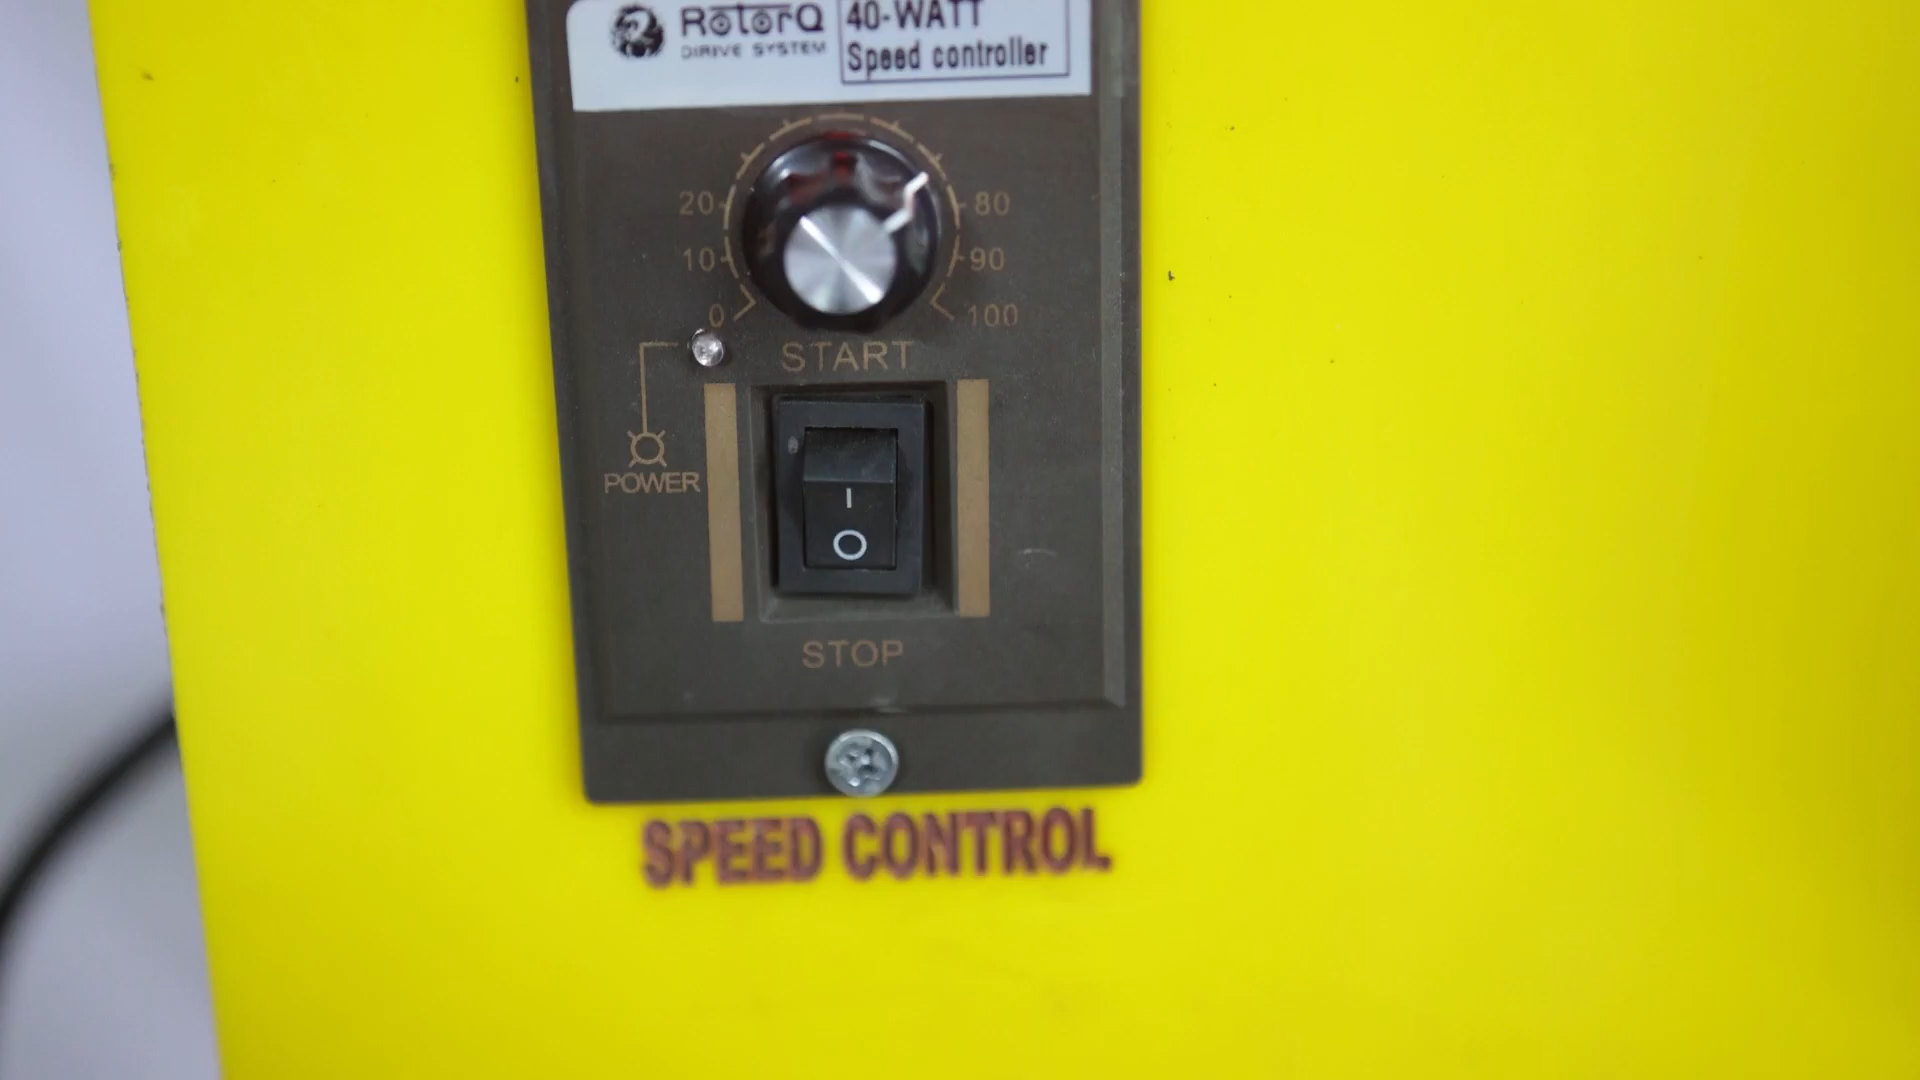 RotorQ
DIRIVE SYSTEM
40-WATT
Speed controller
20 80
10 90
0 100
START
POWER
I
O
STOP
SPEED CONTROL